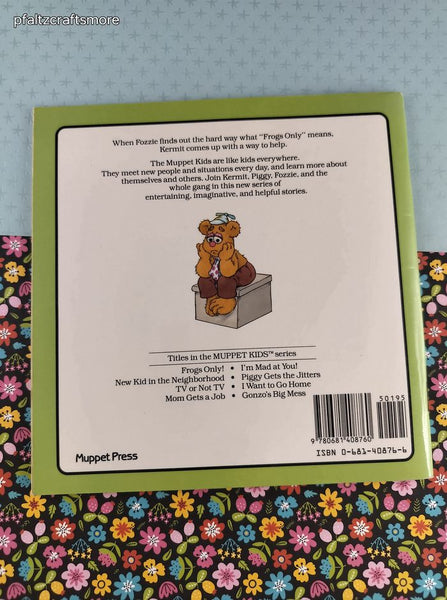 pfaltzcraftsmore
When Fozzie finds out the hard way what "Frogs Only" means,
Kermit comes up with a way to help.
The Muppet Kids are like kids everywhere.
They meet new people and situations every day, and learn more about
themselves and others. Join Kermit, Piggy, Fozzie, and the
whole gang in this new series of
entertaining, imaginative, and helpful stories.
Titles in the MUPPET KIDS™ series
Frogs Only! • I'm Mad at You!
New Kid in the Neighborhood • Piggy Gets the Jitters
TV or Not TV • I Want to Go Home
Mom Gets a Job • Gonzo's Big Mess
50195
9 780681 408760
ISBN 0-681-40876-6
Muppet Press